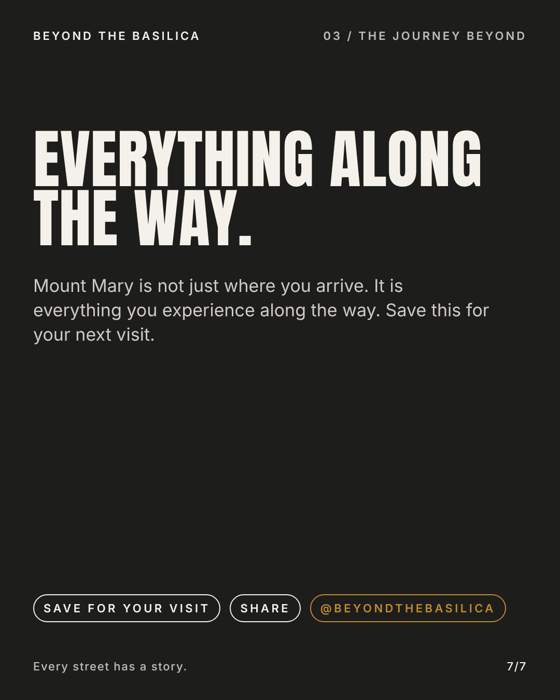 BEYOND THE BASILICA
03 / THE JOURNEY BEYOND
EVERYTHING ALONG
THE WAY.
Mount Mary is not just where you arrive. It is
everything you experience along the way. Save this for
your next visit.
SAVE FOR YOUR VISIT
SHARE
@BEYONDTHEBASILICA
Every street has a story.
7/7